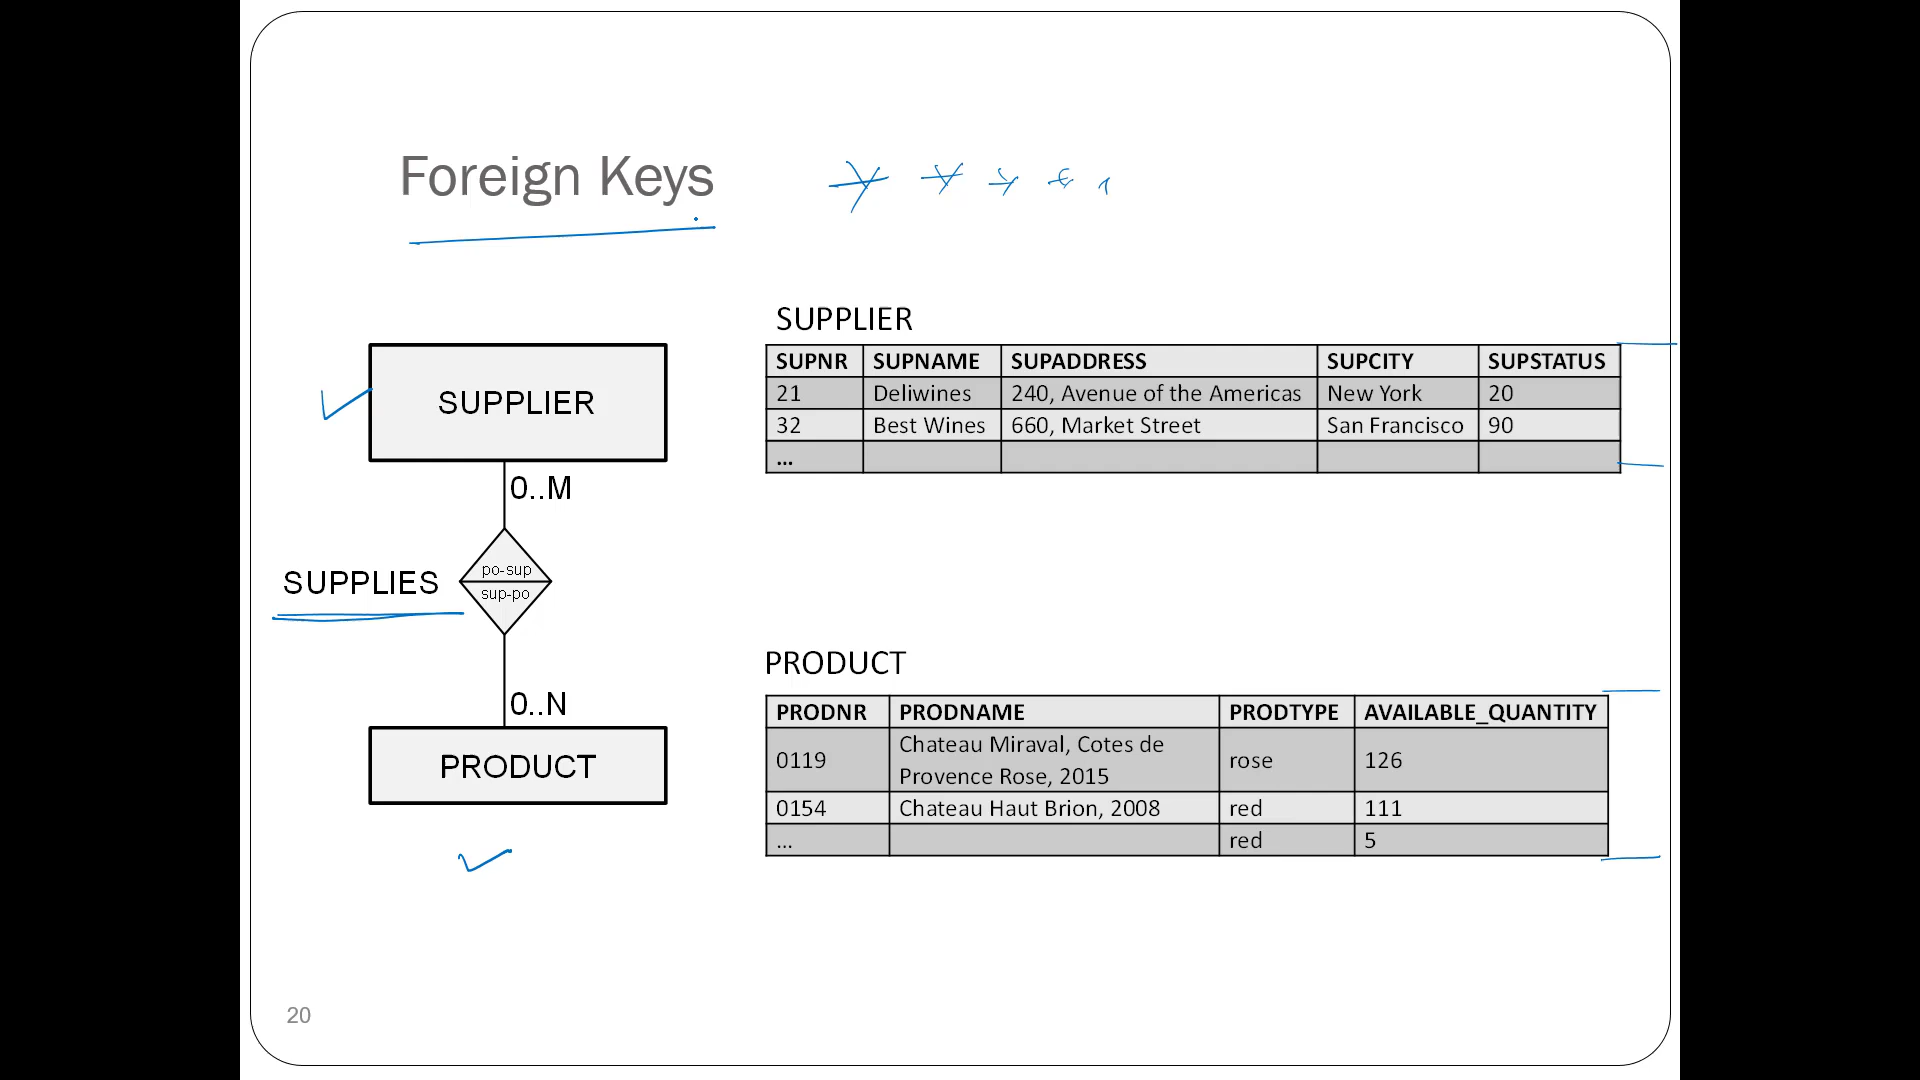 Foreign Keys
SUPPLIER
0..M
SUPPLIES
po-sup
sup-po
0..N
PRODUCT
SUPPLIER
SUPNR SUPNAME SUPADDRESS SUPCITY SUPSTATUS
21 Deliwines 240, Avenue of the Americas New York 20
32 Best Wines 660, Market Street San Francisco 90
...
PRODUCT
PRODNR PRODNAME PRODTYPE AVAILABLE_QUANTITY
0119 Chateau Miraval, Cotes de Provence Rose, 2015 rose 126
0154 Chateau Haut Brion, 2008 red 111
... red 5
20